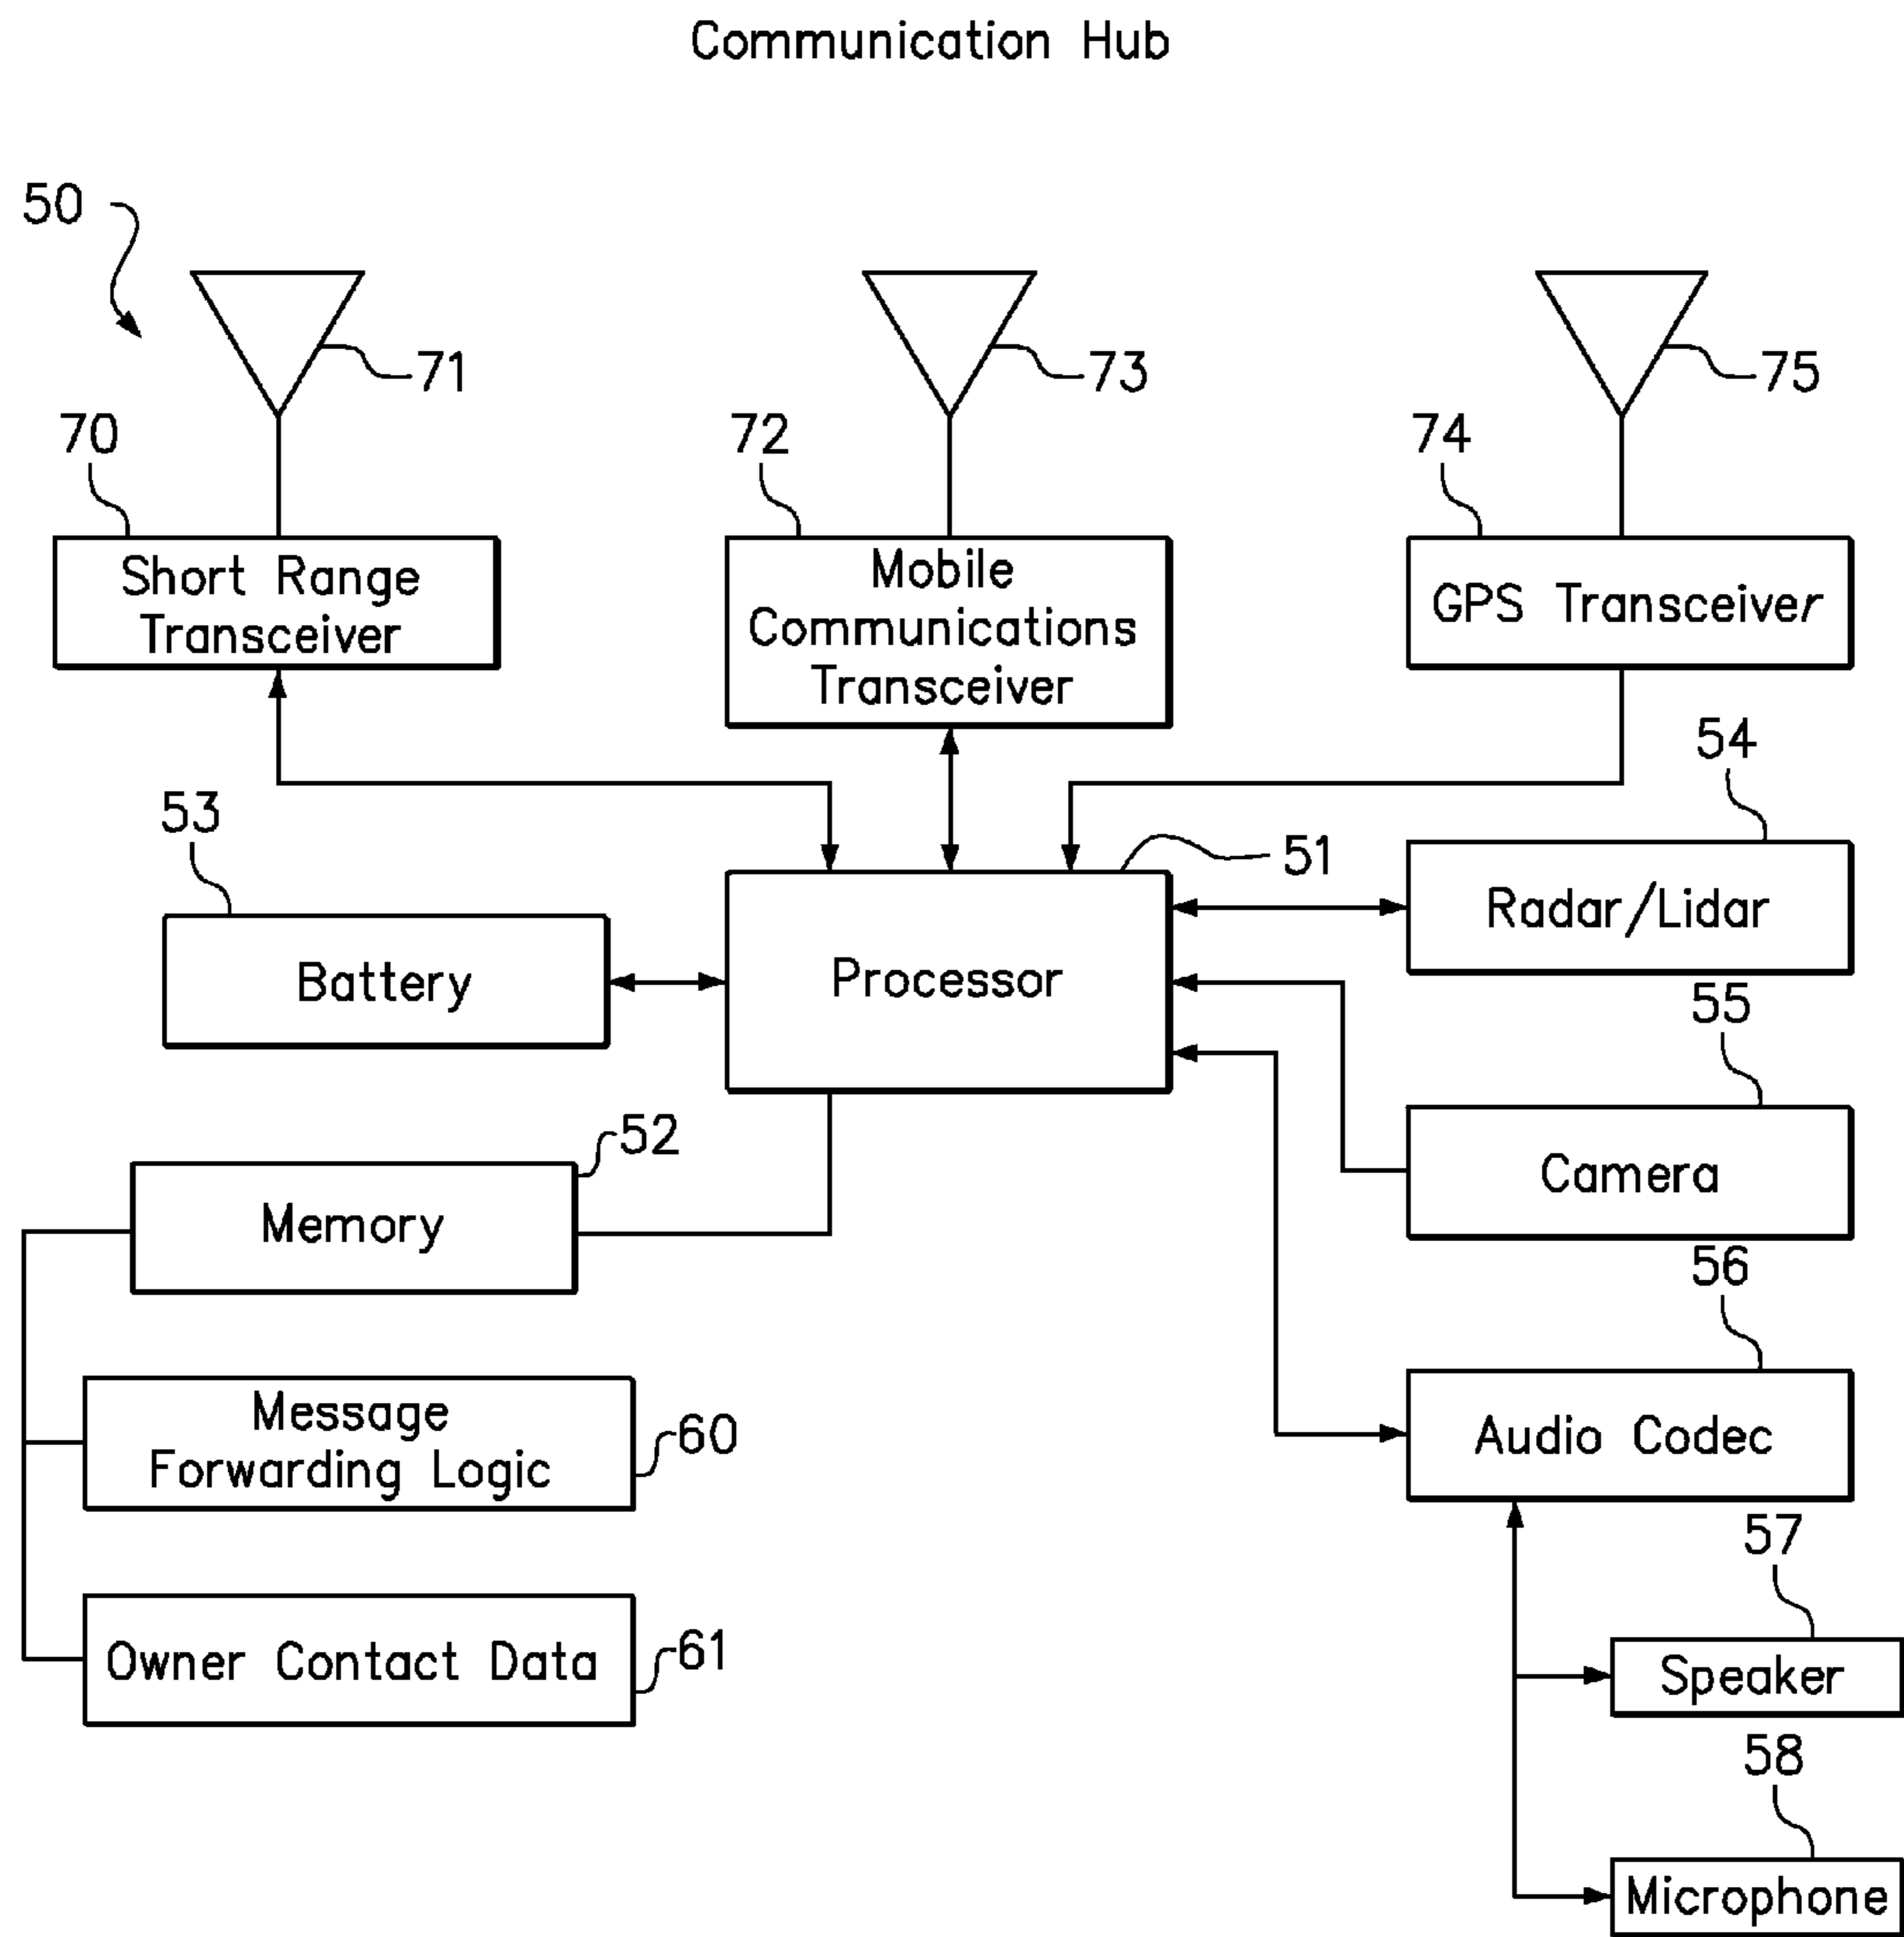 Communication Hub
50
71
73
75
70
72
74
Short Range
Transceiver
Mobile
Communications
Transceiver
GPS Transceiver
54
53
51
Radar/Lidar
Battery
Processor
55
52
Camera
Memory
56
Message
Forwarding Logic
60
Audio Codec
57
Owner Contact Data
61
Speaker
58
Microphone